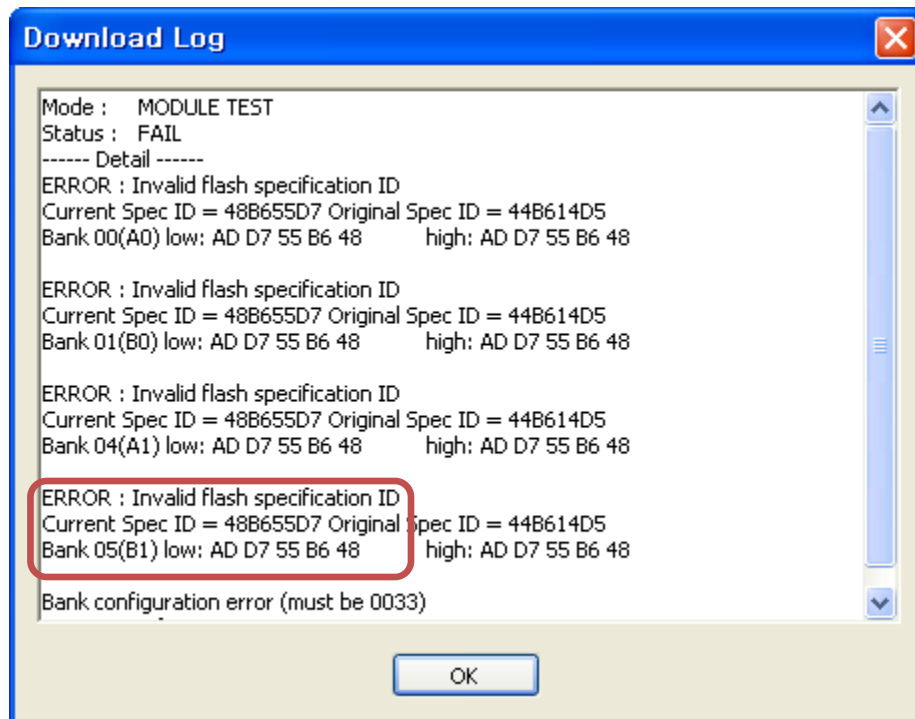 Download Log
Mode :    MODULE TEST
Status :   FAIL
------ Detail ------
ERROR : Invalid flash specification ID
Current Spec ID = 48B655D7 Original Spec ID = 44B614D5
Bank 00(A0) low: AD D7 55 B6 48        high: AD D7 55 B6 48
ERROR : Invalid flash specification ID
Current Spec ID = 48B655D7 Original Spec ID = 44B614D5
Bank 01(B0) low: AD D7 55 B6 48        high: AD D7 55 B6 48
ERROR : Invalid flash specification ID
Current Spec ID = 48B655D7 Original Spec ID = 44B614D5
Bank 04(A1) low: AD D7 55 B6 48        high: AD D7 55 B6 48
ERROR : Invalid flash specification ID
Current Spec ID = 48B655D7 Original Spec ID = 44B614D5
Bank 05(B1) low: AD D7 55 B6 48        high: AD D7 55 B6 48
Bank configuration error (must be 0033)
OK